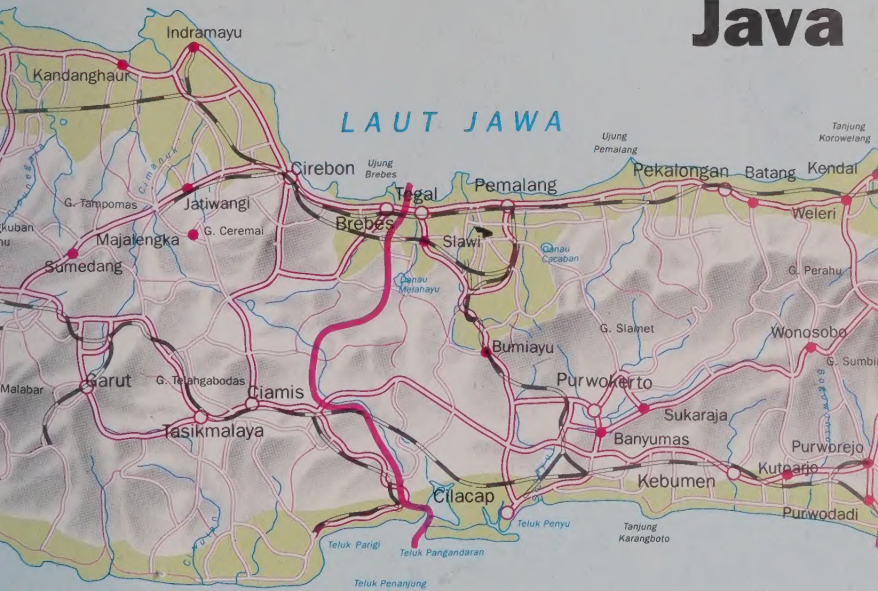 Java
Indramayu
Kandanghaur
LAUT JAWA
Tanjung
Korowelang
Ujung
Pemalang
Cimanuk
Cirebon
Ujung
Brebes
Tegal
Pemalang
Pekalongan
Batang
Kendal
G. Tampomas
Jatiwangi
Weleri
Brebes
Slawi
Majalengka
G. Ceremai
Sumedang
Danau
Cacaban
Danau
Malahayu
G. Perahu
G. Slamet
Wonosobo
Bumiayu
G. Sumbi
Malabar
Garut
G. Telahgabodas
Ciamis
Purwokerto
Sukaraja
Tasikmalaya
Banyumas
Purworejo
Kutoarjo
Kebumen
Cilacap
Purwodadi
Teluk Penyu
Tanjung
Karangboto
Teluk Parigi
Teluk Pangandaran
Teluk Penanjung